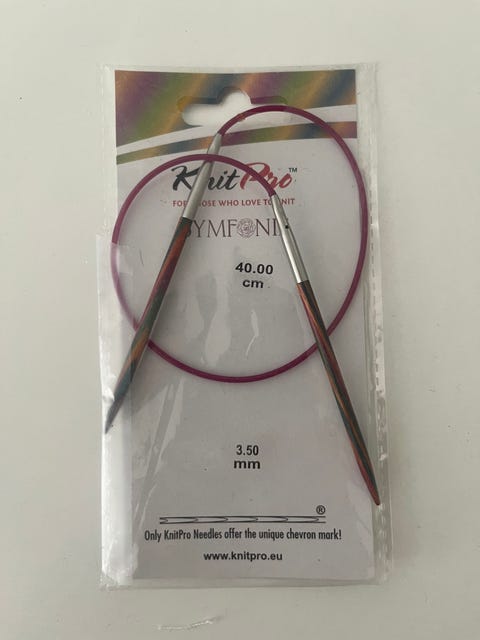 KnitPro™
FOR THOSE WHO LOVE TO KNIT
SYMFONIE
40.00
cm
3.50
mm
®
Only KnitPro Needles offer the unique chevron mark!
www.knitpro.eu